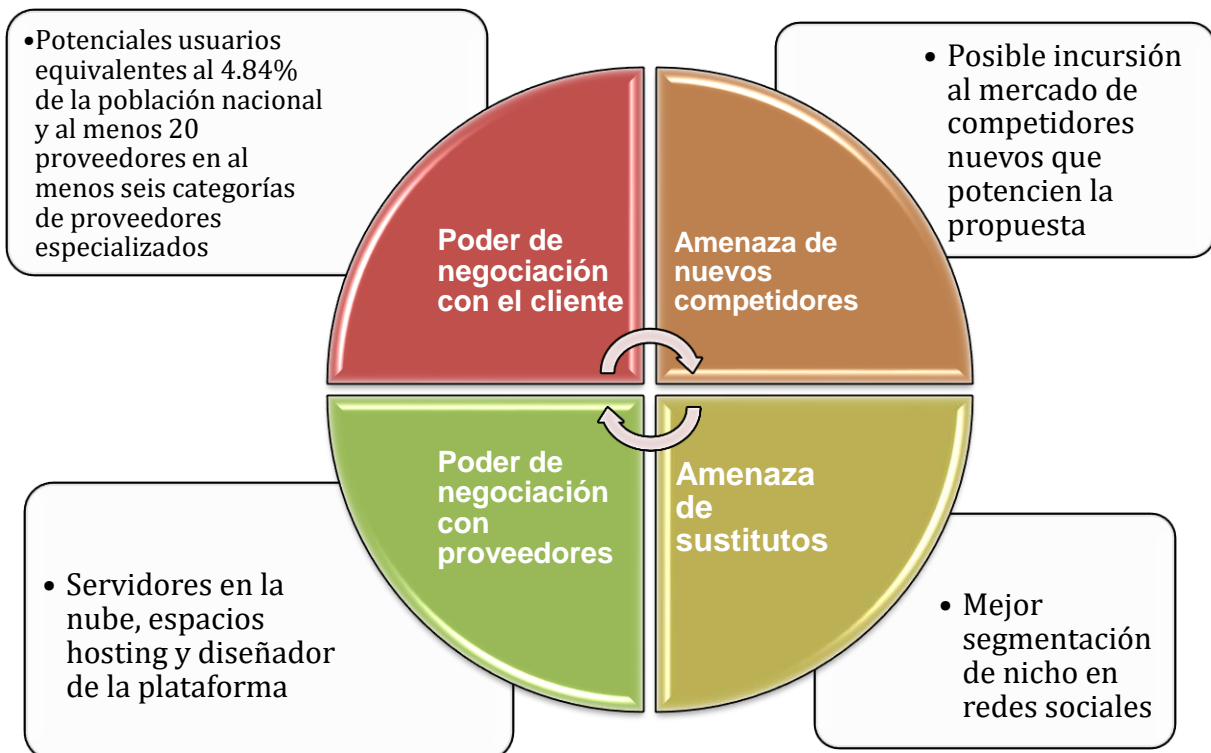 •Potenciales usuarios
equivalentes al 4.84%
de la población nacional
y al menos 20
proveedores en al
menos seis categorías
de proveedores
especializados
• Posible incursión
al mercado de
competidores
nuevos que
potencien la
propuesta
Poder de
negociación
con el cliente
Amenaza de
nuevos
competidores
Poder de
negociación
con
proveedores
Amenaza
de
sustitutos
• Servidores en la
nube, espacios
hosting y diseñador
de la plataforma
• Mejor
segmentación
de nicho en
redes sociales